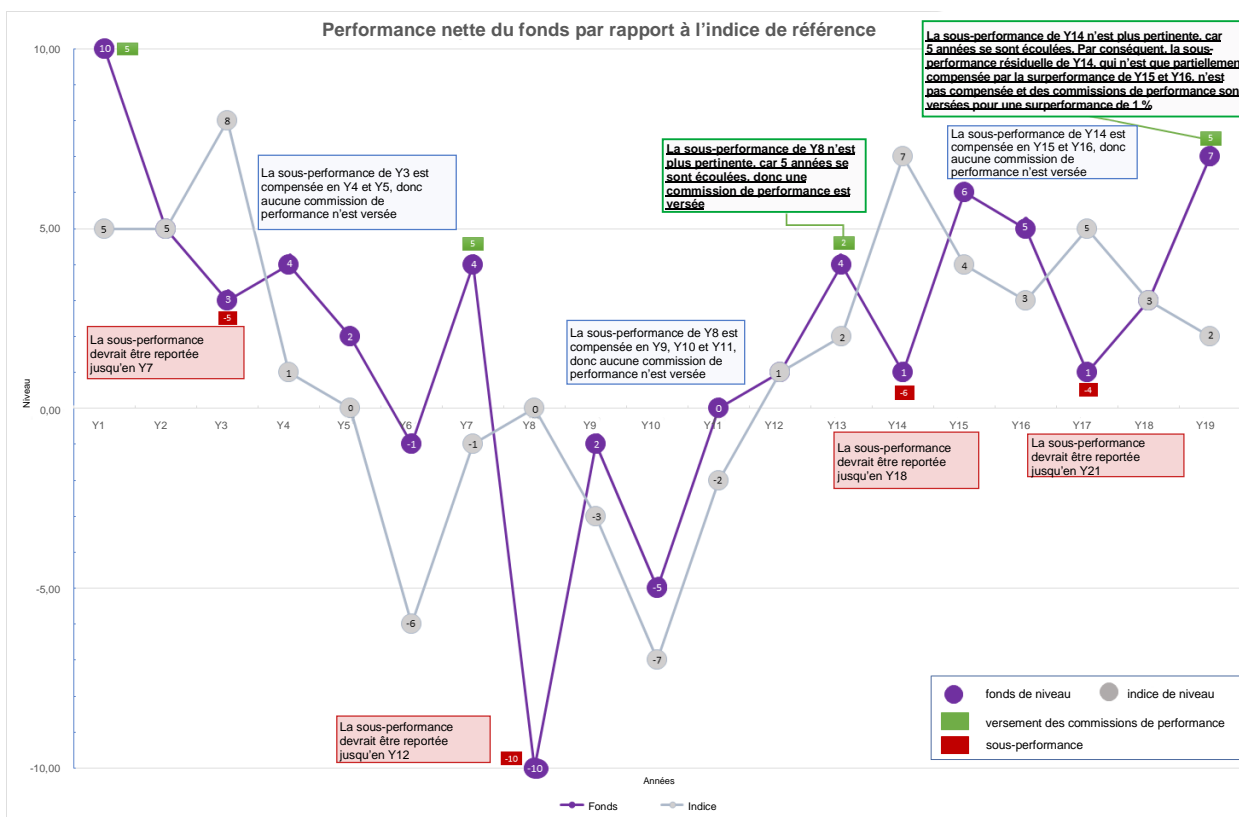 Performance nette du fonds par rapport à l'indice de référence
La sous-performance de Y14 n'est plus pertinente, car
5 années se sont écoulées. Par conséquent, la sous-
performance résiduelle de Y14, qui n'est que partiellement
compensée par la surperformance de Y15 et Y16, n'est
pas compensée et des commissions de performance son
versées pour une surperformance de 1 %
10,00
5,00
0,00
-5,00
-10,00
Niveau
10
5
5
5
8
3
-5
4
1
2
0
-1
-6
5
4
-1
0
-10
-10
2
-3
-5
-7
0
-2
1
2
4
2
7
1
-6
6
4
5
3
5
1
-4
3
5
7
2
La sous-performance de Y3 est
compensée en Y4 et Y5, donc
aucune commission de
performance n'est versée
La sous-performance de Y8 n'est
plus pertinente, car 5 années se
sont écoulées, donc une
commission de performance est
versée
La sous-performance de Y14 est
compensée en Y15 et Y16, donc
aucune commission de
performance n'est versée
La sous-performance
devrait être reportée
jusqu'en Y7
La sous-performance de Y8 est
compensée en Y9, Y10 et Y11,
donc aucune commission de
performance n'est versée
Y1 Y2 Y3 Y4 Y5 Y6 Y7 Y8 Y9 Y10 Y11 Y12 Y13 Y14 Y15 Y16 Y17 Y18 Y19
La sous-performance
devrait être reportée
jusqu'en Y18
La sous-performance
devrait être reportée
jusqu'en Y21
La sous-performance
devrait être reportée
jusqu'en Y12
fonds de niveau
indice de niveau
versement des commissions de performance
sous-performance
Années
Fonds
Indice